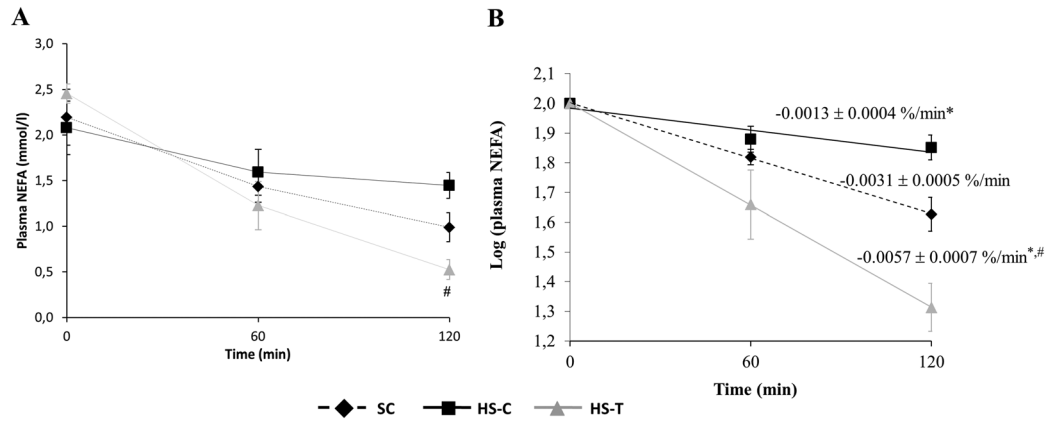 A
Plasma NEFA (mmol/l)
3,0
2,5
2,0
1,5
1,0
0,5
0,0
#
0
60
120
Time (min)
B
Log (plasma NEFA)
2,1
2,0
1,9
1,8
1,7
1,6
1,5
1,4
1,3
1,2
-0.0013 ± 0.0004 %/min*
-0.0031 ± 0.0005 %/min
-0.0057 ± 0.0007 %/min*,#
0
60
120
Time (min)
SC
HS-C
HS-T